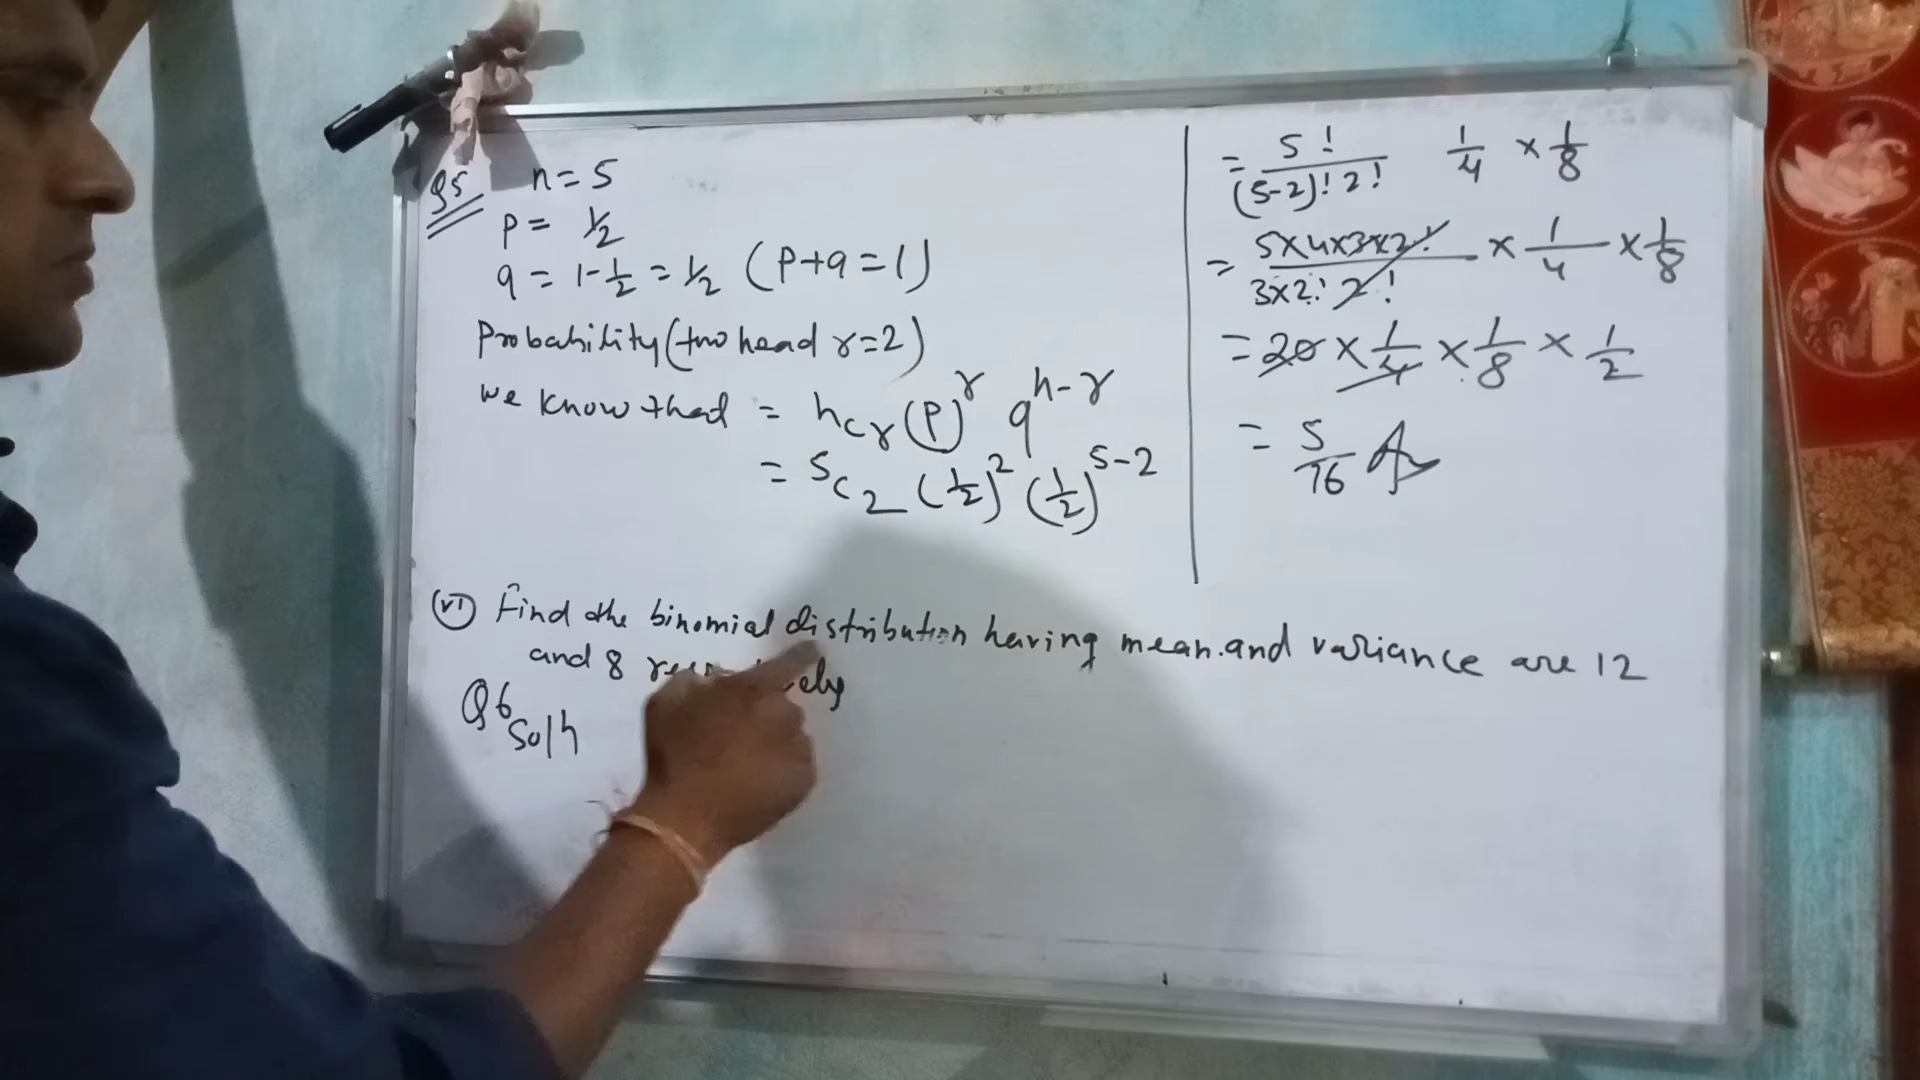 Q5
n = 5
p = 1/2
q = 1-1/2 = 1/2 (p+q=1)
Probability (two head r=2)
We know that = ncr (p)^r q^n-r
= 5c2 (1/2)^2 (1/2)^5-2
= 5!/(5-2)! 2! 1/4 × 1/8
= 5×4×3×2!/3×2! 2! × 1/4 × 1/8
= 20 × 1/4 × 1/8 × 1/2
= 5/16 Ans
(vi) Find the binomial distribution having mean and variance are 12
and 8
Q6
Soln